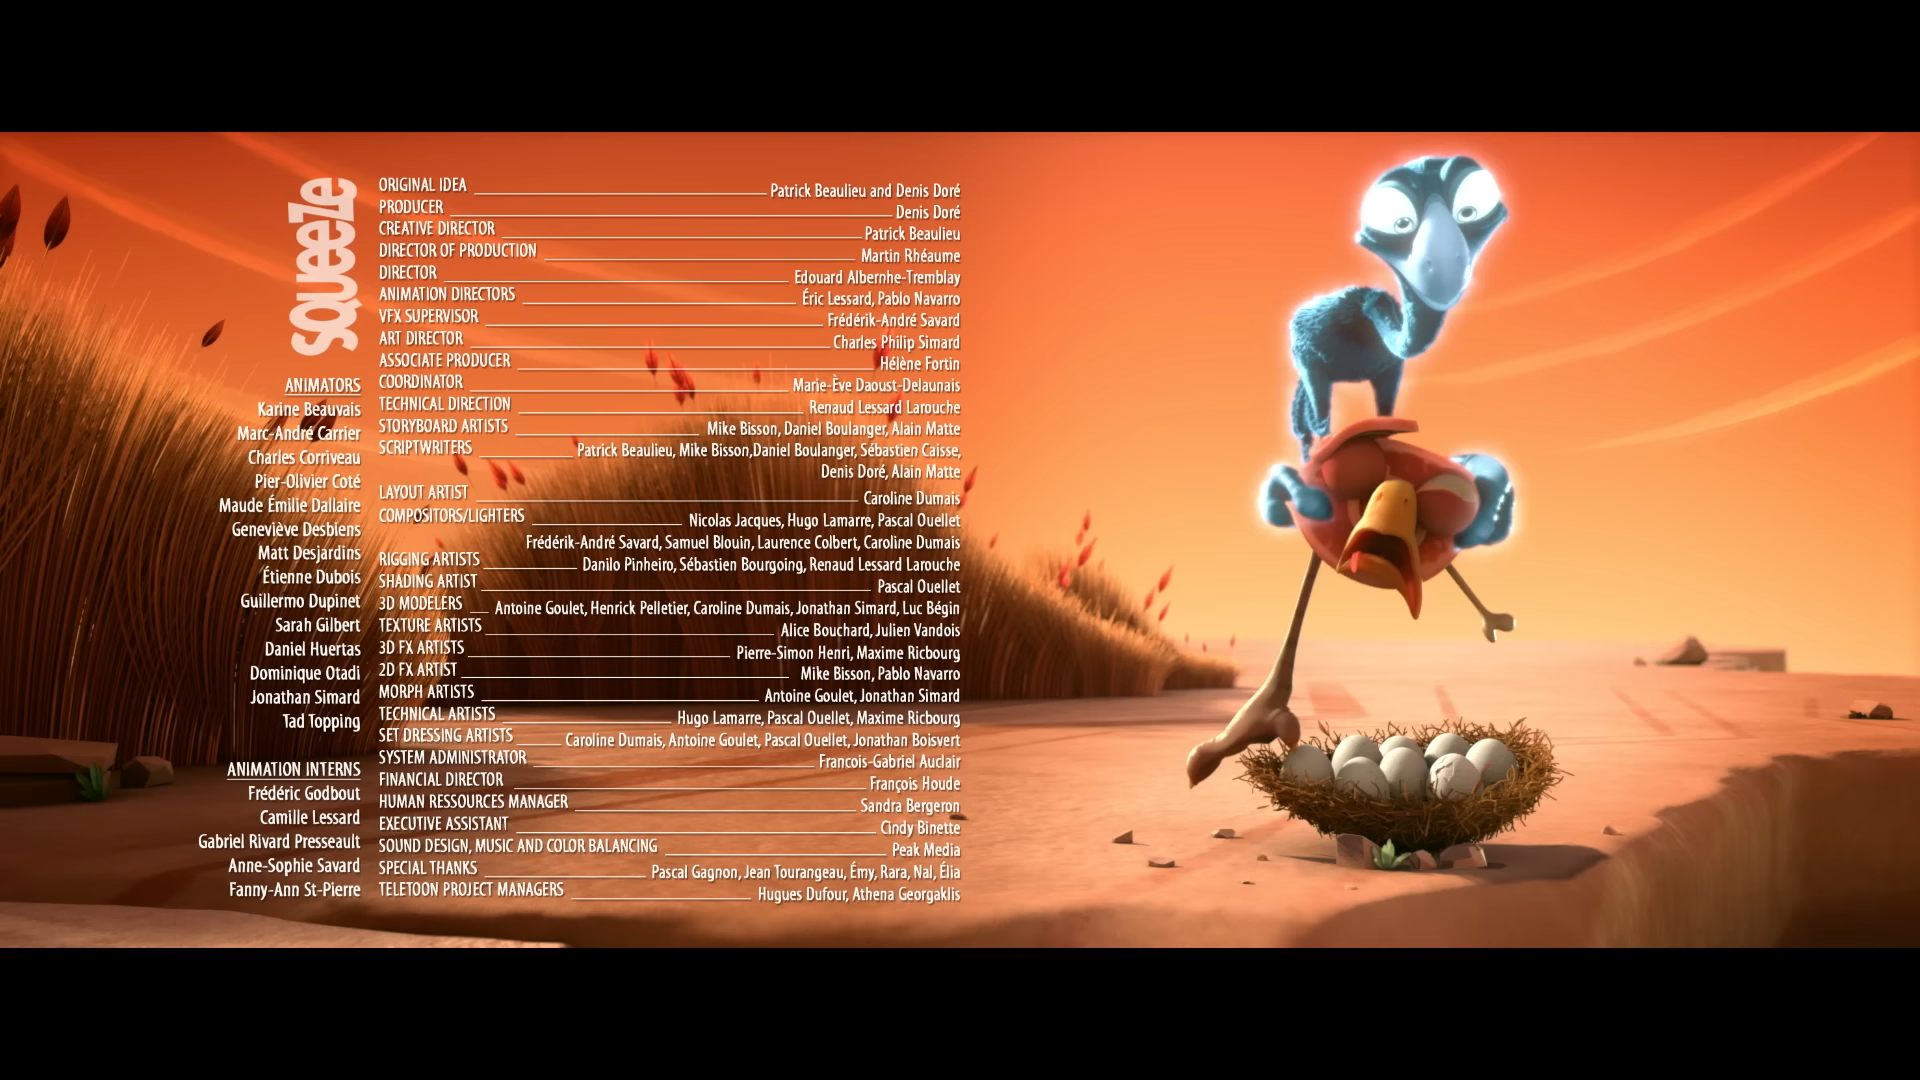 squeeze
ANIMATORS
Karine Beauvais
Marc-André Carrier
Charles Corriveau
Pier-Olivier Coté
Maude Émilie Dallaire
Geneviève Desbiens
Matt Desjardins
Étienne Dubois
Guillermo Dupinet
Sarah Gilbert
Daniel Huertas
Dominique Otadi
Jonathan Simard
Tad Topping
ANIMATION INTERNS
Frédéric Godbout
Camille Lessard
Gabriel Rivard Presseault
Anne-Sophie Savard
Fanny-Ann St-Pierre
ORIGINAL IDEA Patrick Beaulieu and Denis Doré
PRODUCER Denis Doré
CREATIVE DIRECTOR Patrick Beaulieu
DIRECTOR OF PRODUCTION Martin Rhéaume
DIRECTOR Edouard Albernhe-Tremblay
ANIMATION DIRECTORS Éric Lessard, Pablo Navarro
VFX SUPERVISOR Frédérik-André Savard
ART DIRECTOR Charles Philip Simard
ASSOCIATE PRODUCER Hélène Fortin
COORDINATOR Marie-Ève Daoust-Delaunais
TECHNICAL DIRECTION Renaud Lessard Larouche
STORYBOARD ARTISTS Mike Bisson, Daniel Boulanger, Alain Matte
SCRIPTWRITERS Patrick Beaulieu, Mike Bisson,Daniel Boulanger, Sébastien Caisse,
Denis Doré, Alain Matte
LAYOUT ARTIST Caroline Dumais
COMPOSITORS/LIGHTERS Nicolas Jacques, Hugo Lamarre, Pascal Ouellet
Frédérik-André Savard, Samuel Blouin, Laurence Colbert, Caroline Dumais
RIGGING ARTISTS Danilo Pinheiro, Sébastien Bourgoing, Renaud Lessard Larouche
SHADING ARTIST Pascal Ouellet
3D MODELERS Antoine Goulet, Henrick Pelletier, Caroline Dumais, Jonathan Simard, Luc Bégin
TEXTURE ARTISTS Alice Bouchard, Julien Vandois
3D FX ARTISTS Pierre-Simon Henri, Maxime Ricbourg
2D FX ARTIST Mike Bisson, Pablo Navarro
MORPH ARTISTS Antoine Goulet, Jonathan Simard
TECHNICAL ARTISTS Hugo Lamarre, Pascal Ouellet, Maxime Ricbourg
SET DRESSING ARTISTS Caroline Dumais, Antoine Goulet, Pascal Ouellet, Jonathan Boisvert
SYSTEM ADMINISTRATOR Francois-Gabriel Auclair
FINANCIAL DIRECTOR François Houde
HUMAN RESSOURCES MANAGER Sandra Bergeron
EXECUTIVE ASSISTANT Cindy Binette
SOUND DESIGN, MUSIC AND COLOR BALANCING Peak Media
SPECIAL THANKS Pascal Gagnon, Jean Tourangeau, Émy, Rara, Nal, Élia
TELETOON PROJECT MANAGERS Hugues Dufour, Athena Georgaklis